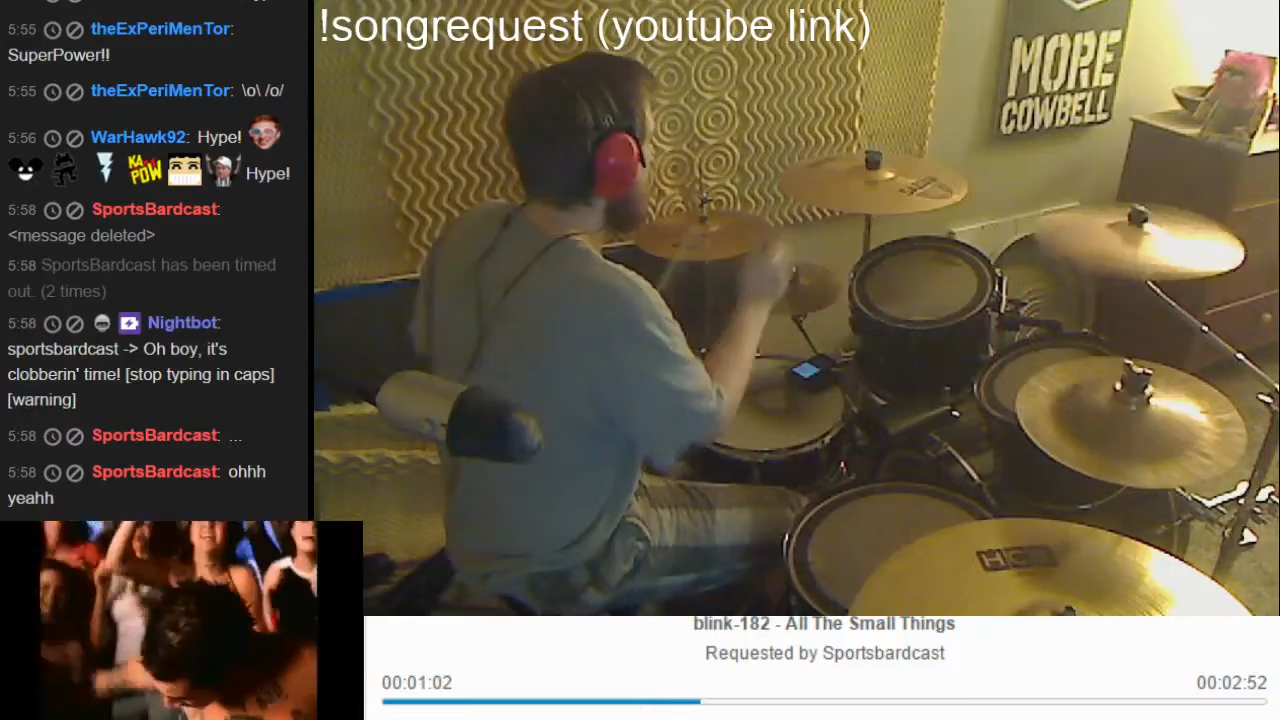 5:55 theExPeriMenTor:
SuperPower!!
5:55 theExPeriMenTor: \o\ /o/
5:56 WarHawk92: Hype!
KA POW Hype!
5:58 SportsBardcast:
<message deleted>
5:58 SportsBardcast has been timed
out. (2 times)
5:58 Nightbot:
sportsbardcast -> Oh boy, it's
clobberin' time! [stop typing in caps]
[warning]
5:58 SportsBardcast: ...
5:58 SportsBardcast: ohhh
yeahh
!songrequest (youtube link)
MORE
COWBELL
HCS
blink-182 - All The Small Things
Requested by Sportsbardcast
00:01:02 00:02:52